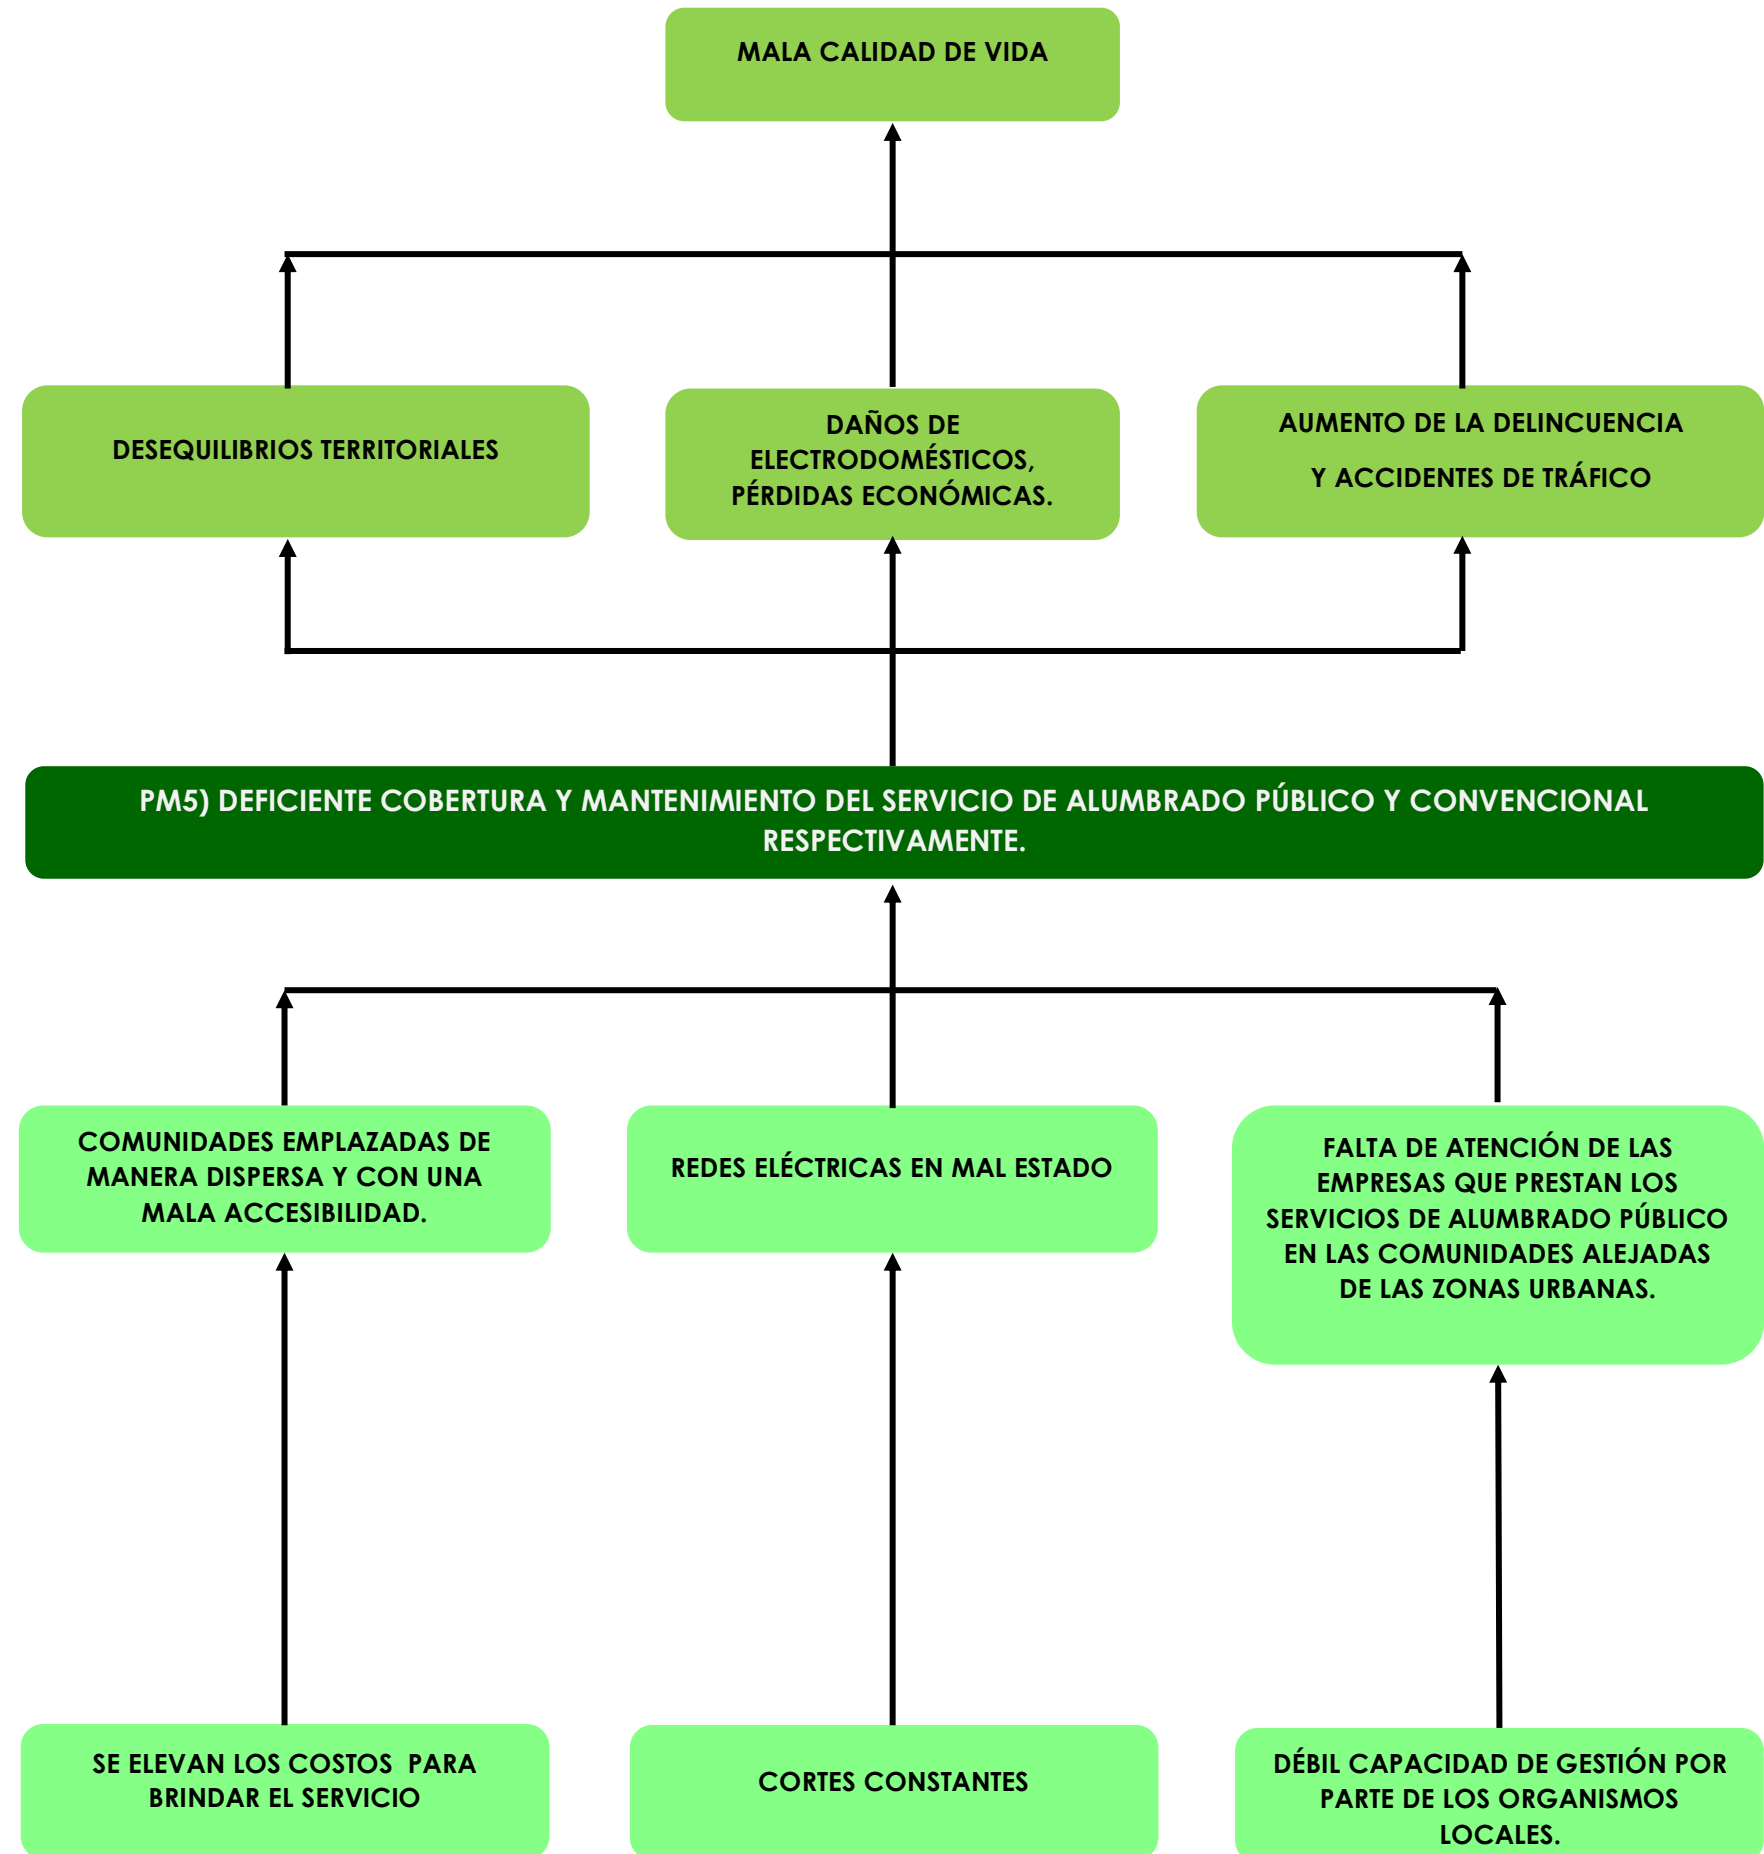 MALA CALIDAD DE VIDA
DESEQUILIBRIOS TERRITORIALES
DAÑOS DE
ELECTRODOMÉSTICOS,
PÉRDIDAS ECONÓMICAS.
AUMENTO DE LA DELINCUENCIA
Y ACCIDENTES DE TRÁFICO
PM5) DEFICIENTE COBERTURA Y MANTENIMIENTO DEL SERVICIO DE ALUMBRADO PÚBLICO Y CONVENCIONAL
RESPECTIVAMENTE.
COMUNIDADES EMPLAZADAS DE
MANERA DISPERSA Y CON UNA
MALA ACCESIBILIDAD.
REDES ELÉCTRICAS EN MAL ESTADO
FALTA DE ATENCIÓN DE LAS
EMPRESAS QUE PRESTAN LOS
SERVICIOS DE ALUMBRADO PÚBLICO
EN LAS COMUNIDADES ALEJADAS
DE LAS ZONAS URBANAS.
SE ELEVAN LOS COSTOS  PARA
BRINDAR EL SERVICIO
CORTES CONSTANTES
DÉBIL CAPACIDAD DE GESTIÓN POR
PARTE DE LOS ORGANISMOS
LOCALES.